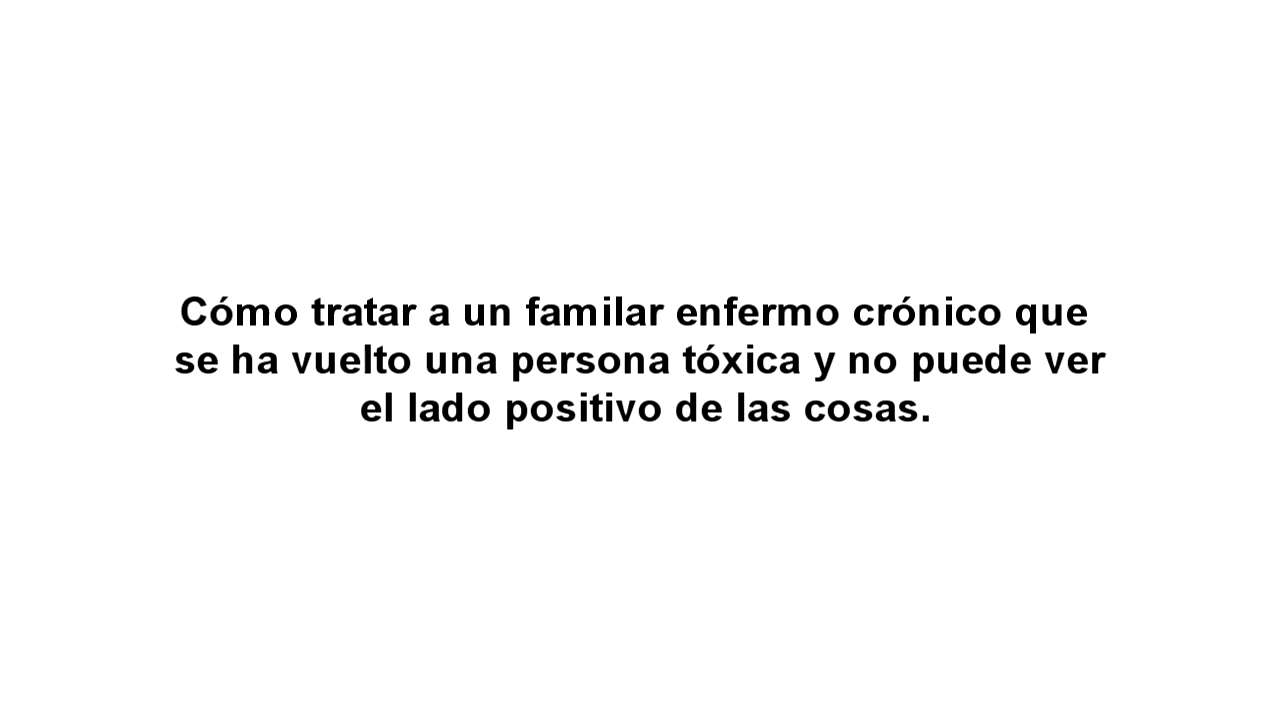 Cómo tratar a un familar enfermo crónico que
se ha vuelto una persona tóxica y no puede ver
el lado positivo de las cosas.